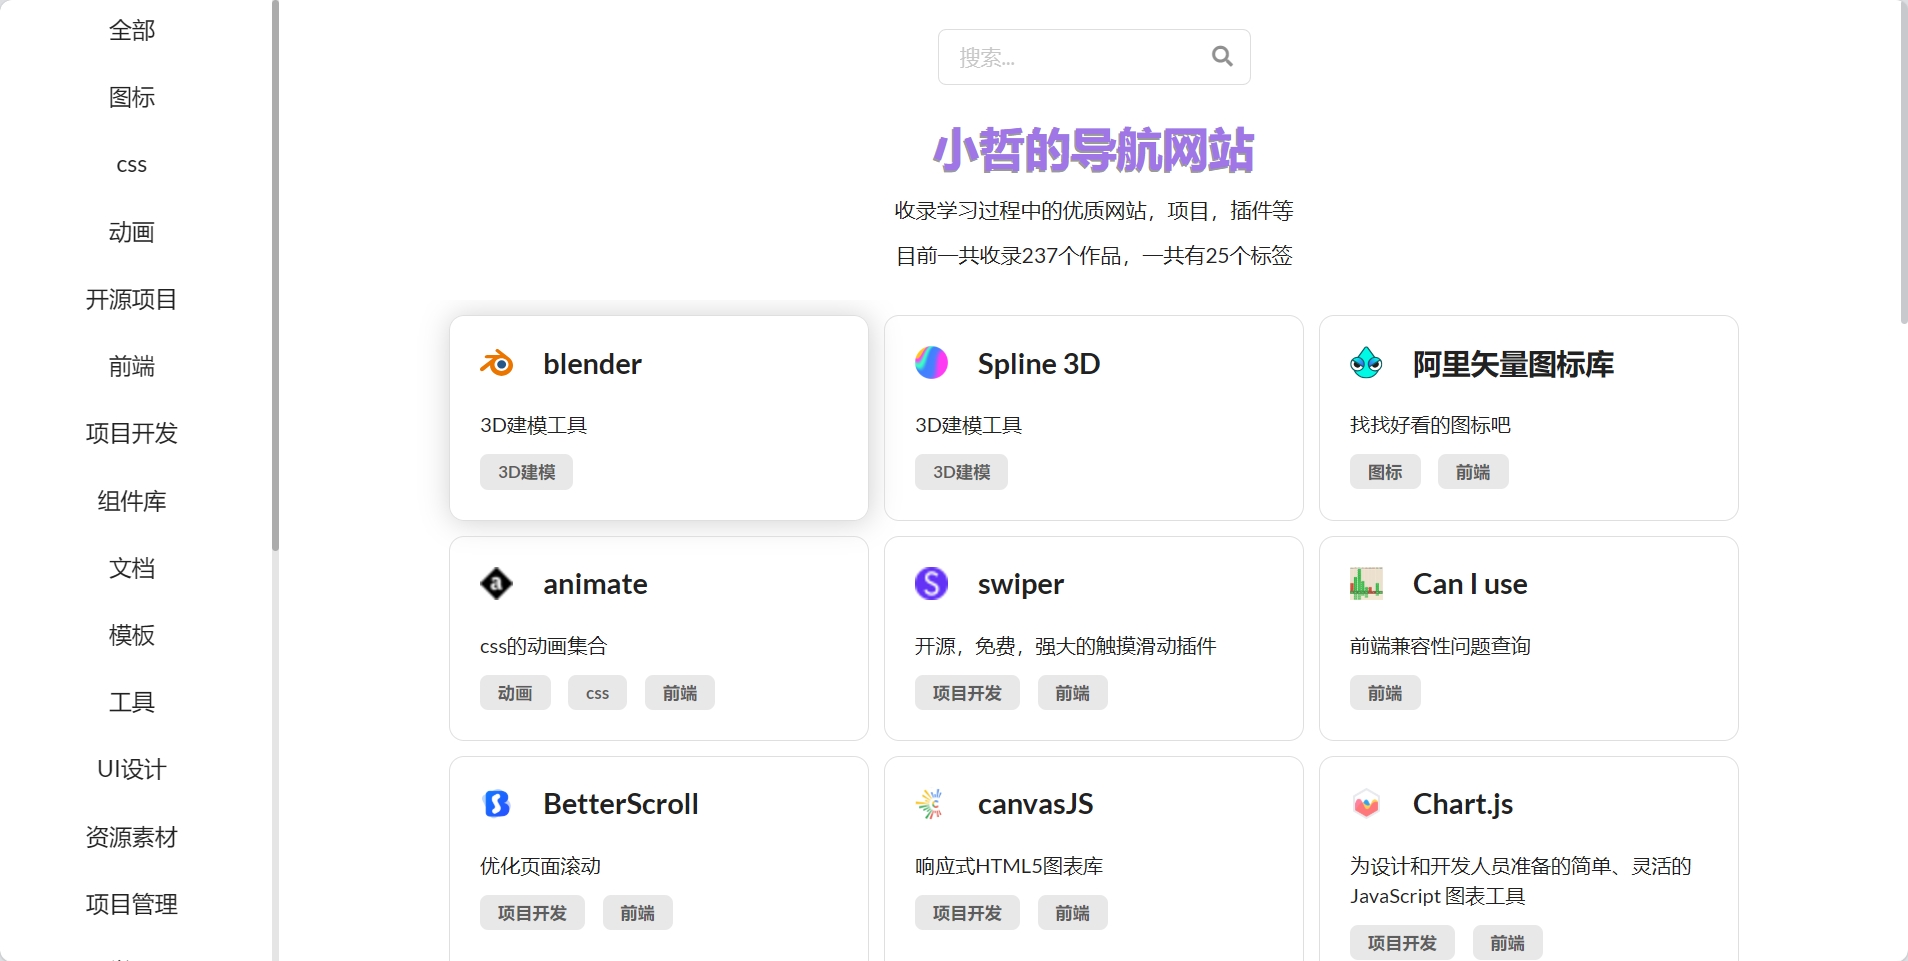 全部
图标
css
动画
开源项目
前端
项目开发
组件库
文档
模板
工具
UI设计
资源素材
项目管理
搜索...
小哲的导航网站
收录学习过程中的优质网站，项目，插件等
目前一共收录237个作品，一共有25个标签
blender
3D建模工具
3D建模
Spline 3D
3D建模工具
3D建模
阿里矢量图标库
找找好看的图标吧
图标 前端
animate
css的动画集合
动画 css 前端
swiper
开源，免费，强大的触摸滑动插件
项目开发 前端
Can I use
前端兼容性问题查询
前端
BetterScroll
优化页面滚动
项目开发 前端
canvasJS
响应式HTML5图表库
项目开发 前端
Chart.js
为设计和开发人员准备的简单、灵活的
JavaScript 图表工具
项目开发 前端